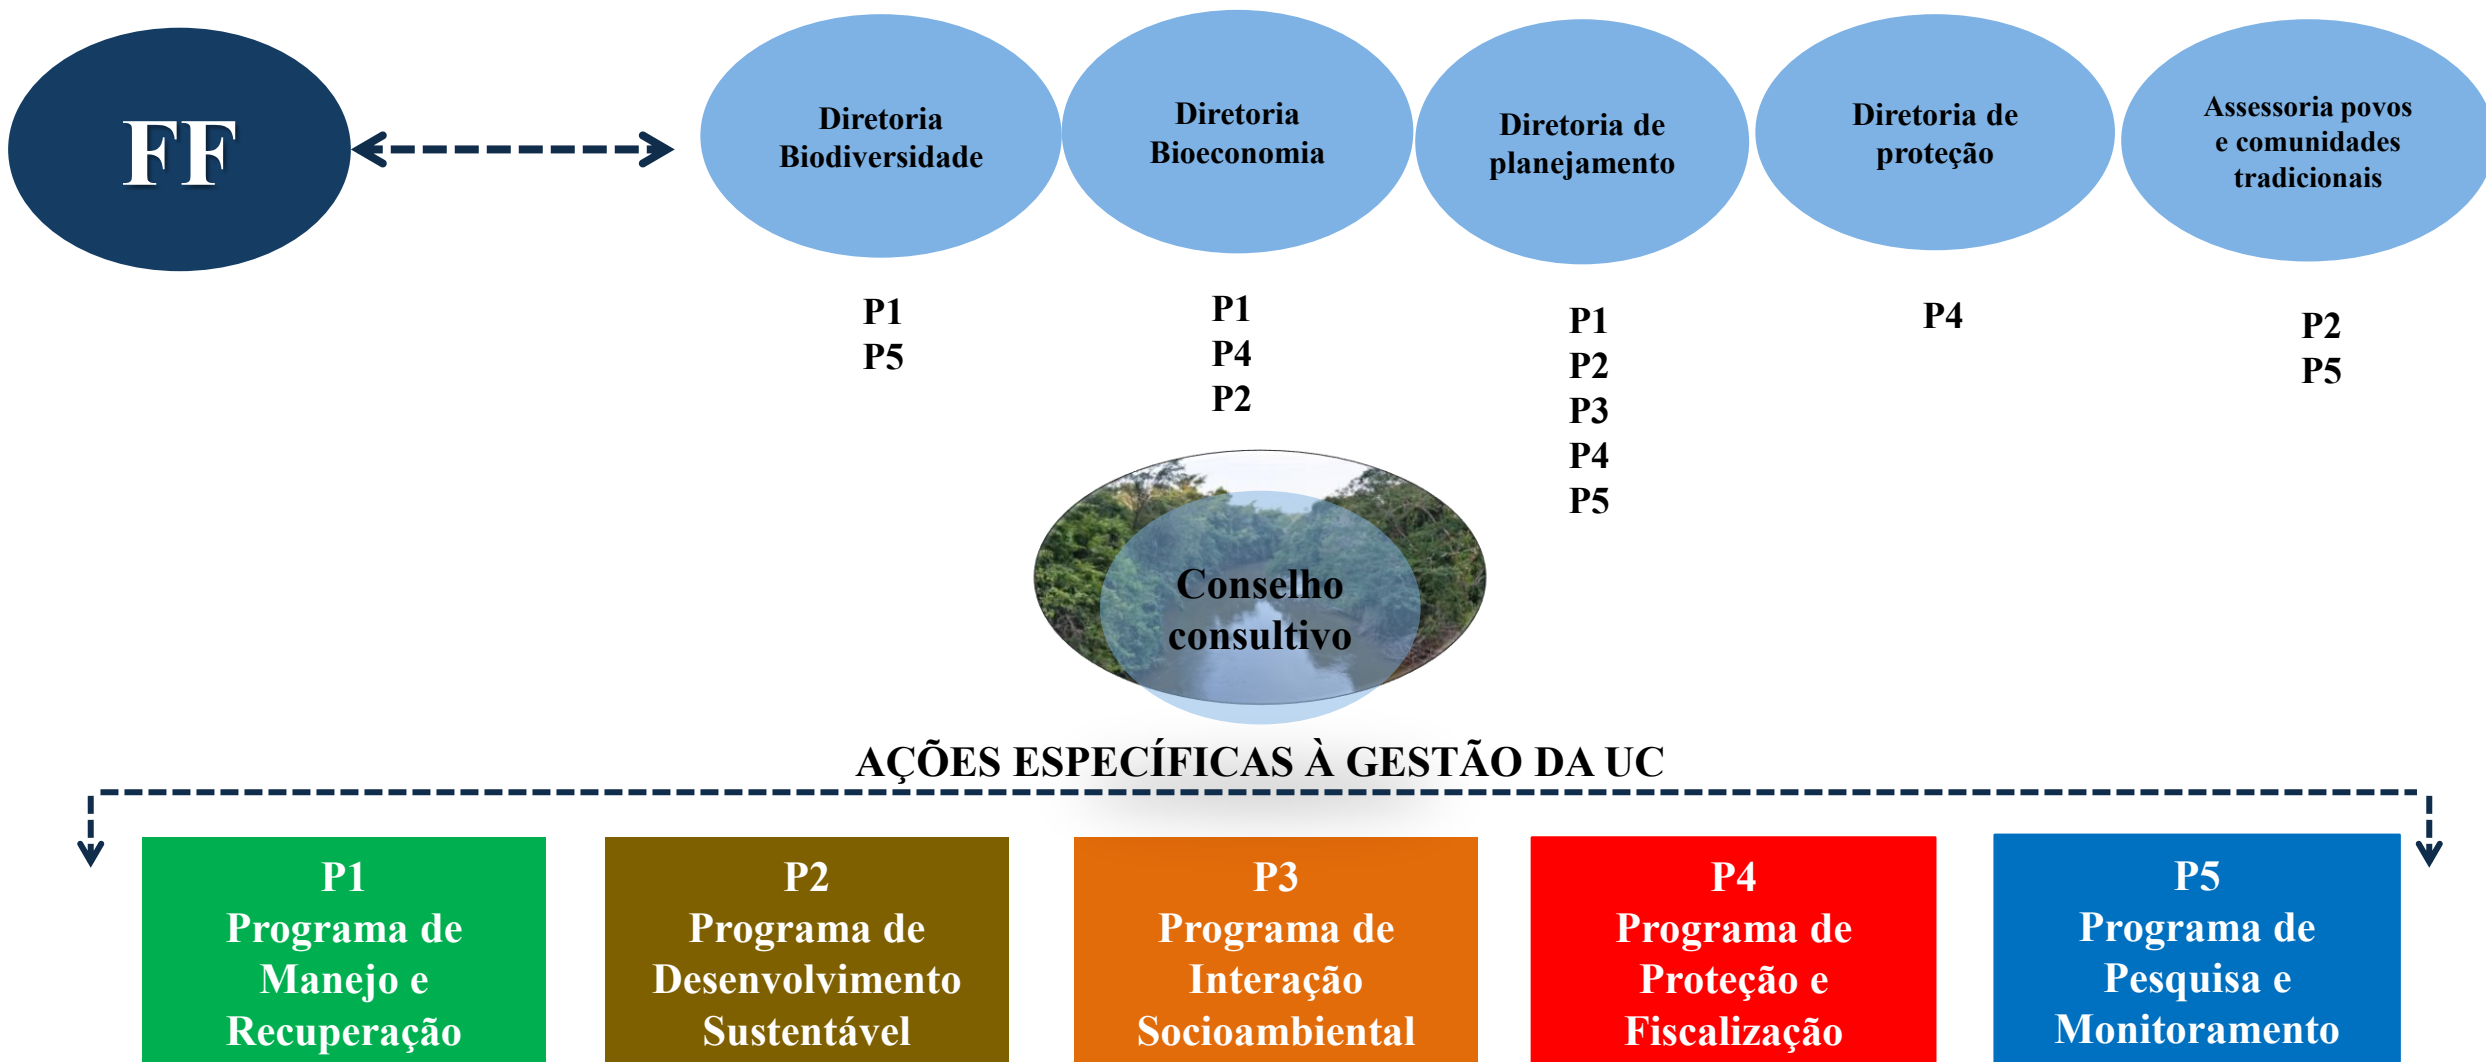 FF
Diretoria
Biodiversidade
Diretoria
Bioeconomia
Diretoria de
planejamento
Diretoria de
proteção
Assessoria povos
e comunidades
tradicionais
P1
P5
P1
P4
P2
P1
P2
P3
P4
P5
P4
P2
P5
Conselho
consultivo
AÇÕES ESPECÍFICAS À GESTÃO DA UC
P1
Programa de
Manejo e
Recuperação
P2
Programa de
Desenvolvimento
Sustentável
P3
Programa de
Interação
Socioambiental
P4
Programa de
Proteção e
Fiscalização
P5
Programa de
Pesquisa e
Monitoramento